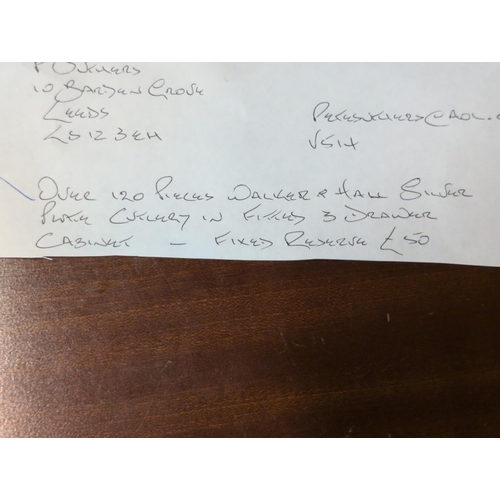 10 Barden Grove
Leeds
LS12 3EH
V514
Over 120 Pieces Walker & Hall Silver
Plate Cutlery in Fitted 3 Drawer
Cabinet - Fixed Reserve £50